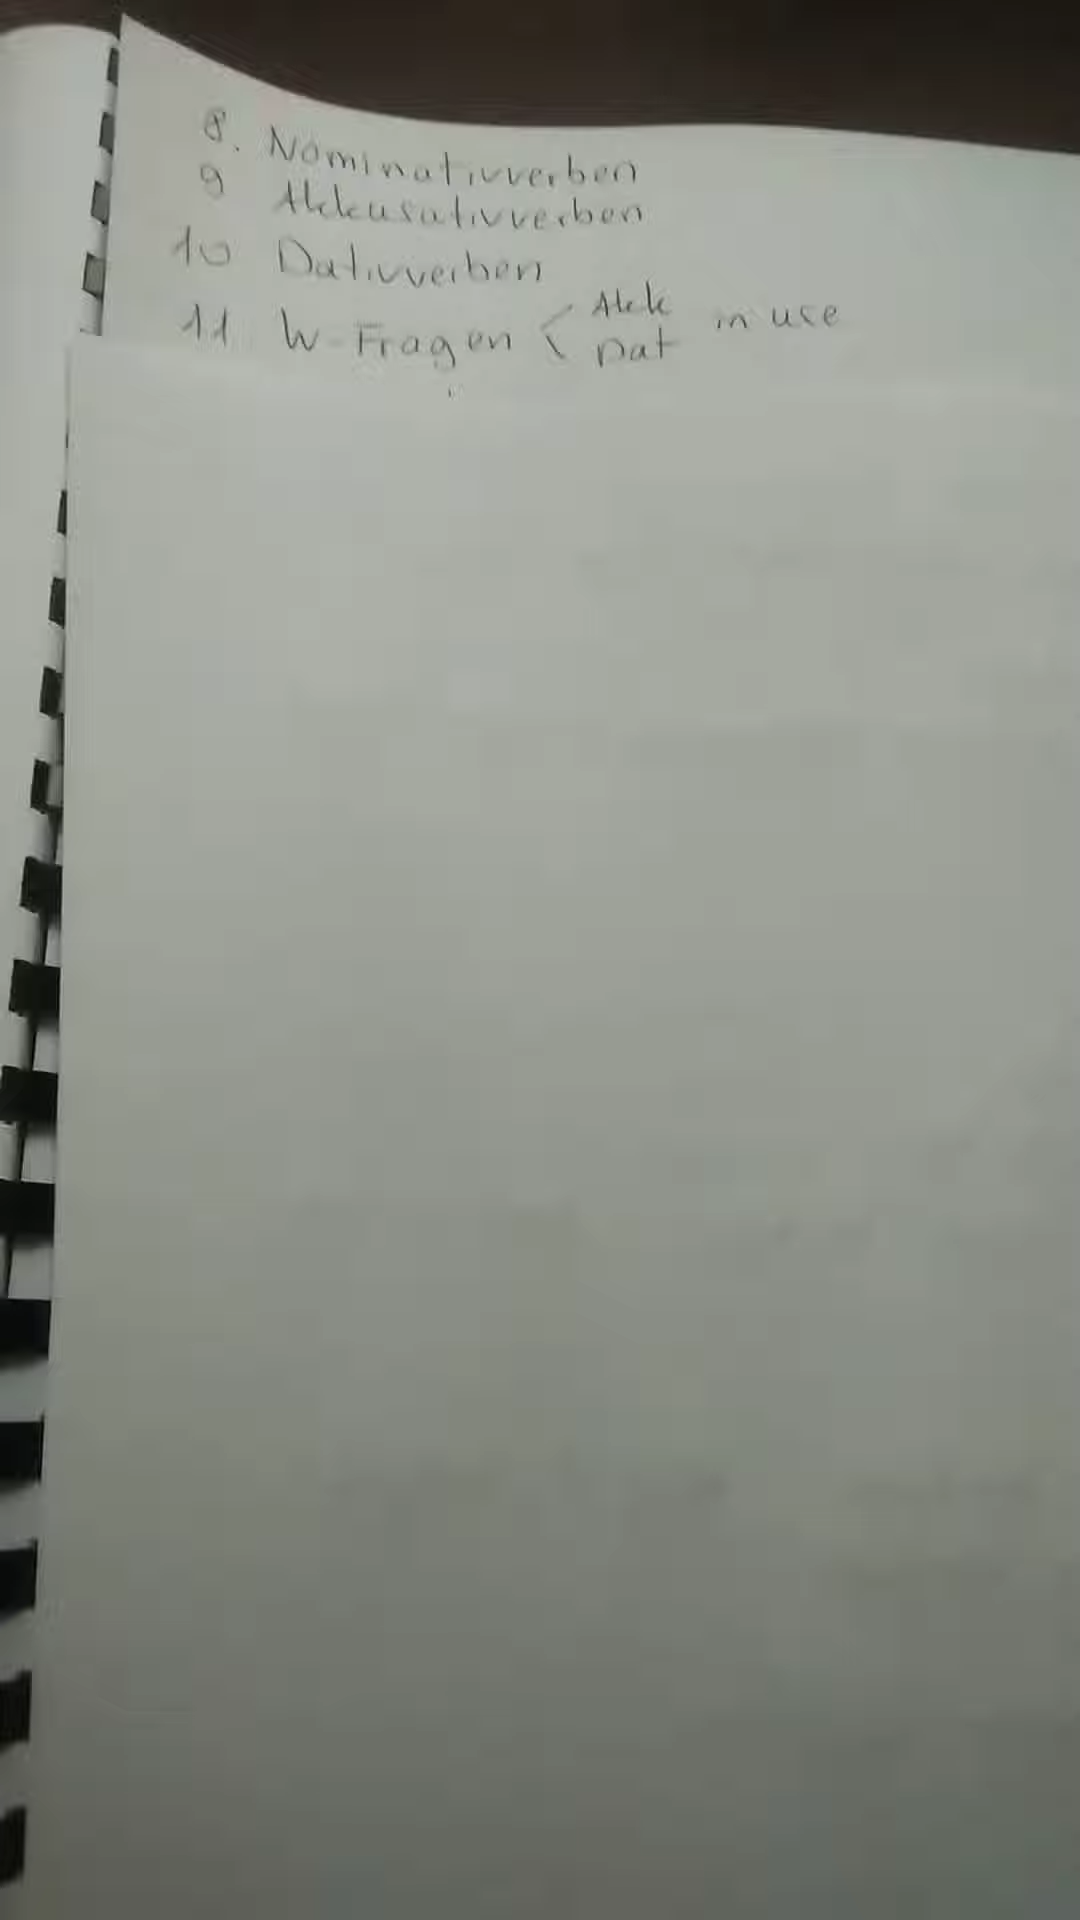 8. Nominativverben
9 Akkusativverben
10 Dativverben
11 W-Fragen < Akk Dat in use